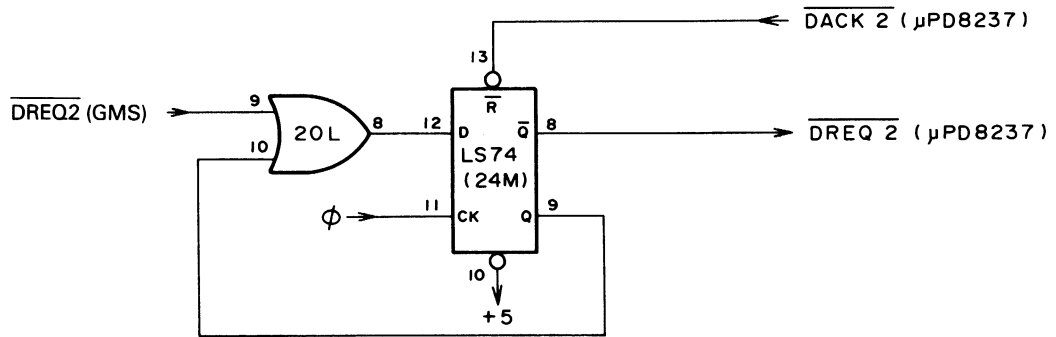 DACK 2 (μPD8237)
13
DREQ2 (GMS)
9
10
20L
8
12
D
R
Q
8
DREQ 2 (μPD8237)
LS74
(24M)
ϕ
11
CK
Q
9
10
+5